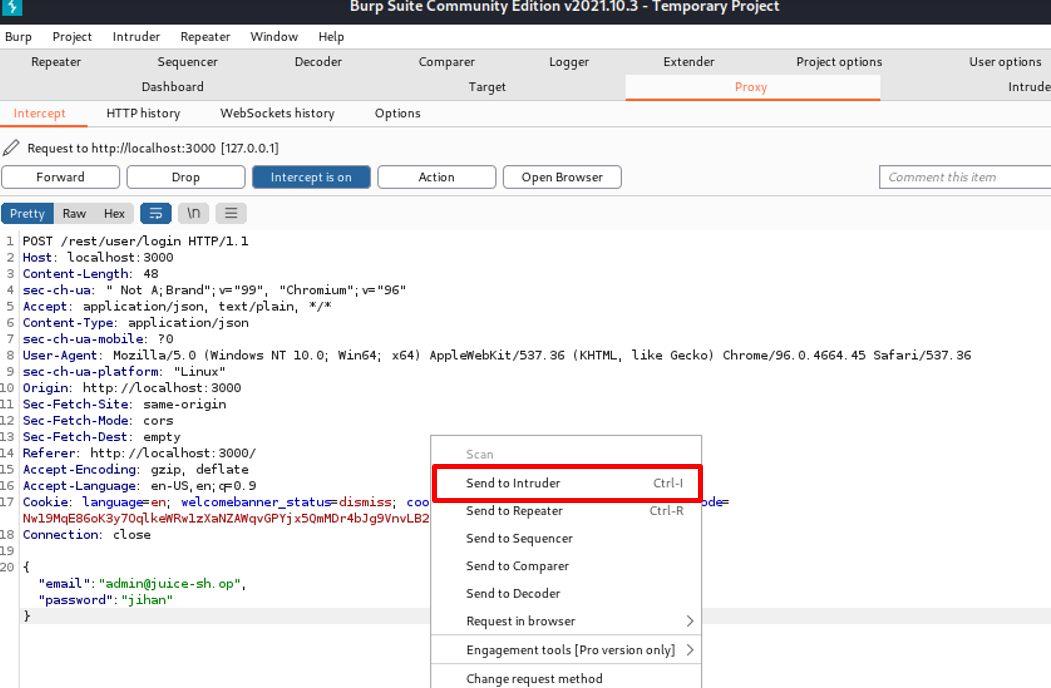 Burp Suite Community Edition v2021.10.3 - Temporary Project
Burp Project Intruder Repeater Window Help
Repeater Sequencer Decoder Comparer Logger Extender Project options User options
Dashboard Target Proxy Intrude
Intercept HTTP history WebSockets history Options
Request to http://localhost:3000 [127.0.0.1]
Forward Drop Intercept is on Action Open Browser Comment this item
Pretty Raw Hex \n
1 POST /rest/user/login HTTP/1.1
2 Host: localhost:3000
3 Content-Length: 48
4 sec-ch-ua: " Not A;Brand";v="99", "Chromium";v="96"
5 Accept: application/json, text/plain, */*
6 Content-Type: application/json
7 sec-ch-ua-mobile: ?0
8 User-Agent: Mozilla/5.0 (Windows NT 10.0; Win64; x64) AppleWebKit/537.36 (KHTML, like Gecko) Chrome/96.0.4664.45 Safari/537.36
9 sec-ch-ua-platform: "Linux"
10 Origin: http://localhost:3000
11 Sec-Fetch-Site: same-origin
12 Sec-Fetch-Mode: cors
13 Sec-Fetch-Dest: empty
14 Referer: http://localhost:3000/
15 Accept-Encoding: gzip, deflate
16 Accept-Language: en-US,en;q=0.9
17 Cookie: language=en; welcomebanner_status=dismiss; coo ode=
Nwl9MqE86oK3y7OqlkeWRw1zXaNZAWqvGPYjx5QmMDr4bJg9VnvLB2
18 Connection: close
19
20 {
"email":"admin@juice-sh.op",
"password":"jihan"
}
Scan
Send to Intruder Ctrl-I
Send to Repeater Ctrl-R
Send to Sequencer
Send to Comparer
Send to Decoder
Request in browser
Engagement tools [Pro version only]
Change request method